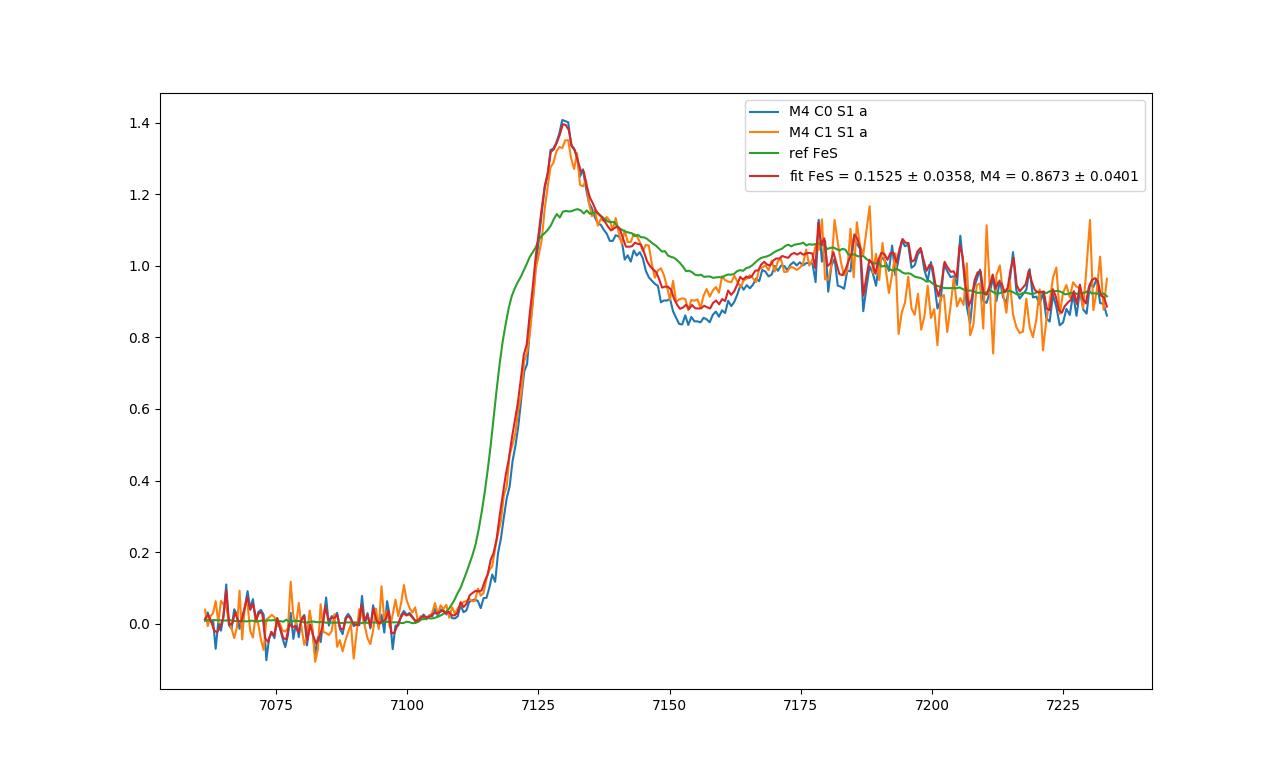 M4 C0 S1 a
M4 C1 S1 a
ref FeS
fit FeS = 0.1525 ± 0.0358, M4 = 0.8673 ± 0.0401
1.4
1.2
1.0
0.8
0.6
0.4
0.2
0.0
7075 7100 7125 7150 7175 7200 7225